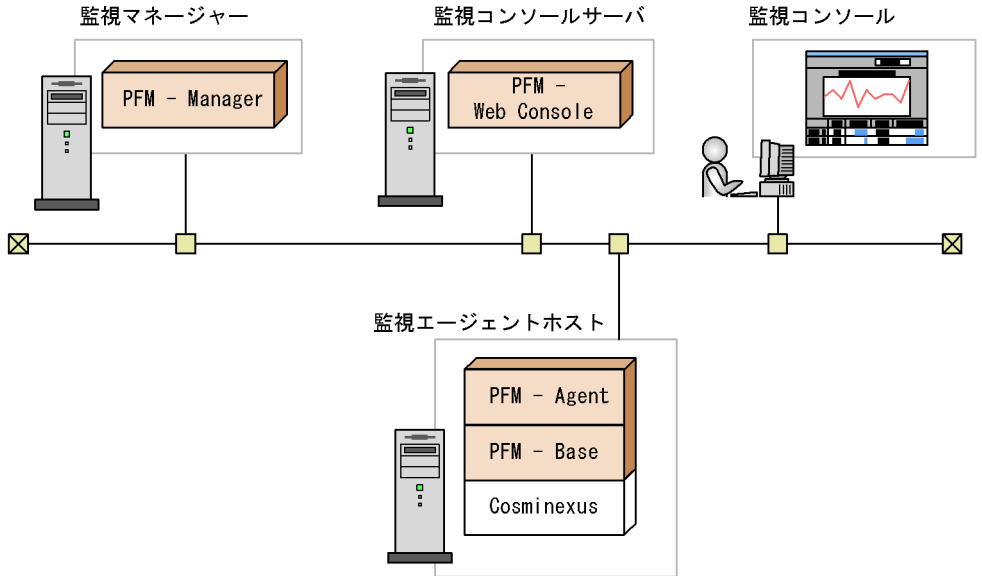 監視マネージャー
監視コンソールサーバ
監視コンソール
PFM - Manager
PFM -
Web Console
監視エージェントホスト
PFM - Agent
PFM - Base
Cosminexus